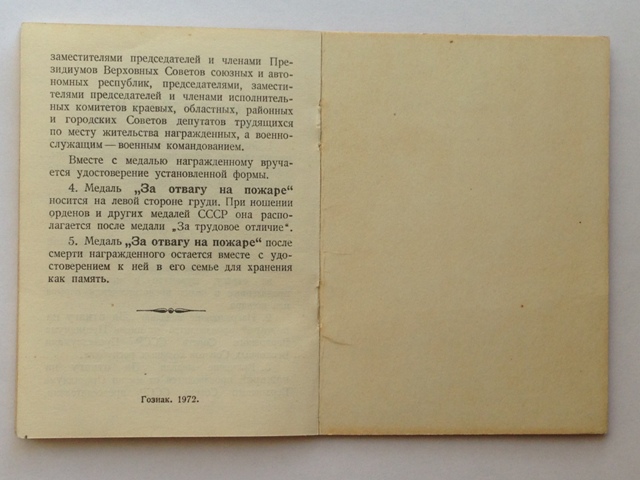 заместителями председателей и членами Пре-
зидиумов Верховных Советов союзных и авто-
номных республик, председателями, замести-
телями председателей и членами исполнитель-
ных комитетов краевых, областных, районных
и городских Советов депутатов трудящихся
по месту жительства награжденных, а военно-
служащим — военным командованием.
Вместе с медалью награжденному вруча-
ется удостоверение установленной формы.
4. Медаль „За отвагу на пожаре“
носится на левой стороне груди. При ношении
орденов и других медалей СССР она распо-
лагается после медали „За трудовое отличие“.
5. Медаль „За отвагу на пожаре“ после
смерти награжденного остается вместе с удо-
стоверением к ней в его семье для хранения
как память.
Гознак. 1972.